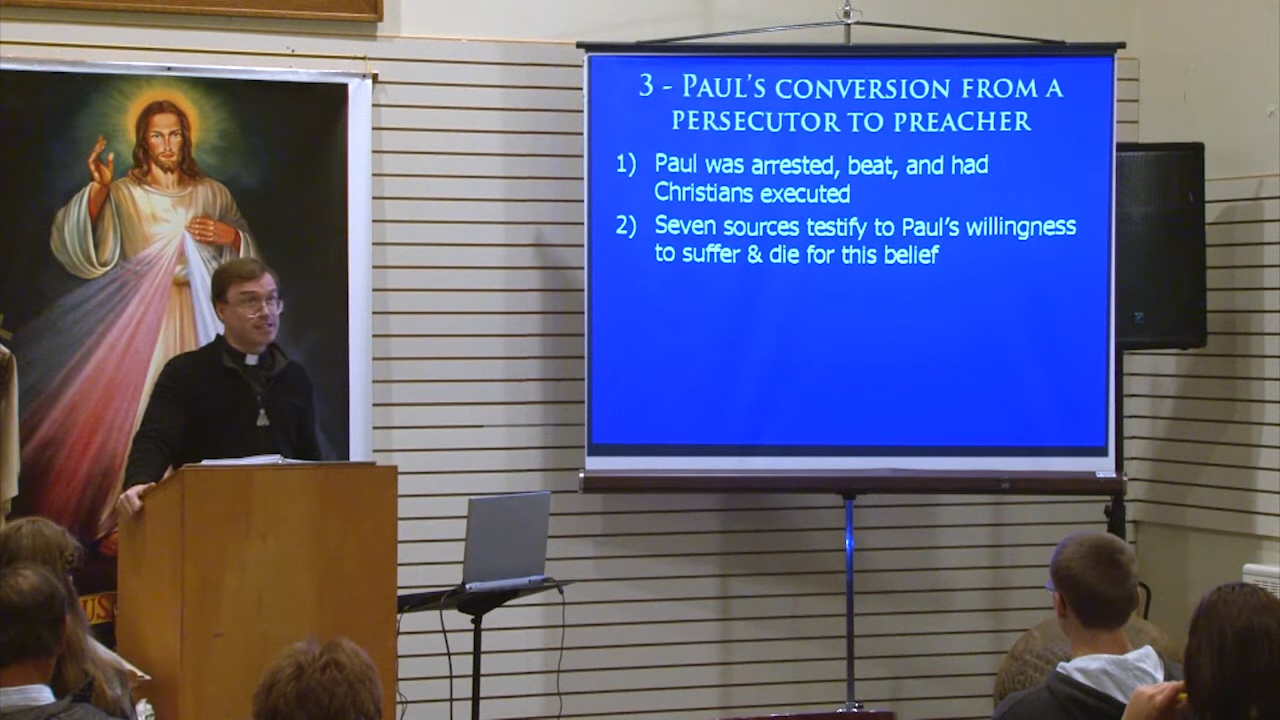 3 - PAUL'S CONVERSION FROM A
PERSECUTOR TO PREACHER
1) Paul was arrested, beat, and had
Christians executed
2) Seven sources testify to Paul's willingness
to suffer & die for this belief
US